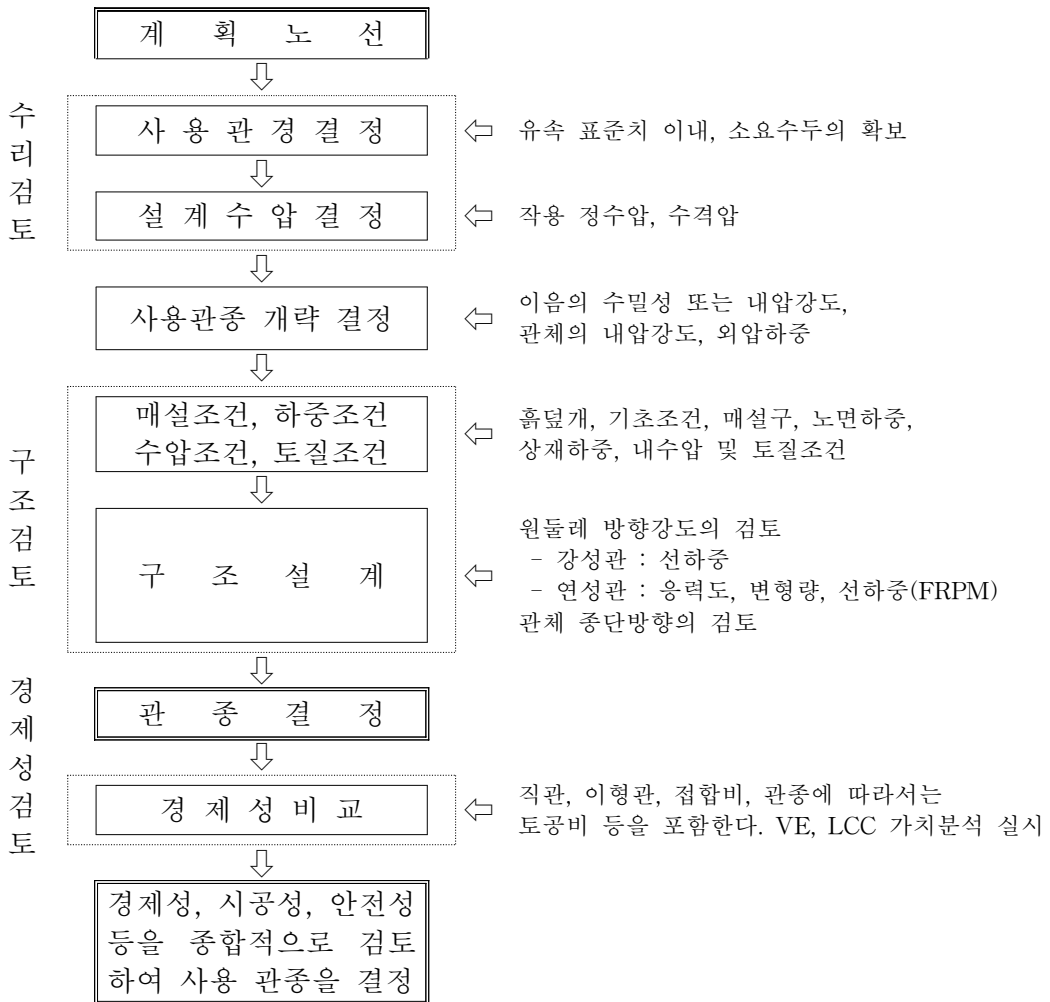 계 획 노 선
수리검토
사 용 관 경 결 정
⇦ 유속 표준치 이내, 소요수두의 확보
설 계 수 압 결 정
⇦ 작용 정수압, 수격압
사용관종 개략 결정
⇦ 이음의 수밀성 또는 내압강도,
관체의 내압강도, 외압하중
구조검토
매설조건, 하중조건
수압조건, 토질조건
⇦ 흙덮개, 기초조건, 매설구, 노면하중,
상재하중, 내수압 및 토질조건
구 조 설 계
⇦ 원둘레 방향강도의 검토
- 강성관 : 선하중
- 연성관 : 응력도, 변형량, 선하중(FRPM)
관체 종단방향의 검토
경제성검토
관 종 결 정
경 제 성 비 교
⇦ 직관, 이형관, 접합비, 관종에 따라서는
토공비 등을 포함한다. VE, LCC 가치분석 실시
경제성, 시공성, 안전성
등을 종합적으로 검토
하여 사용 관종을 결정